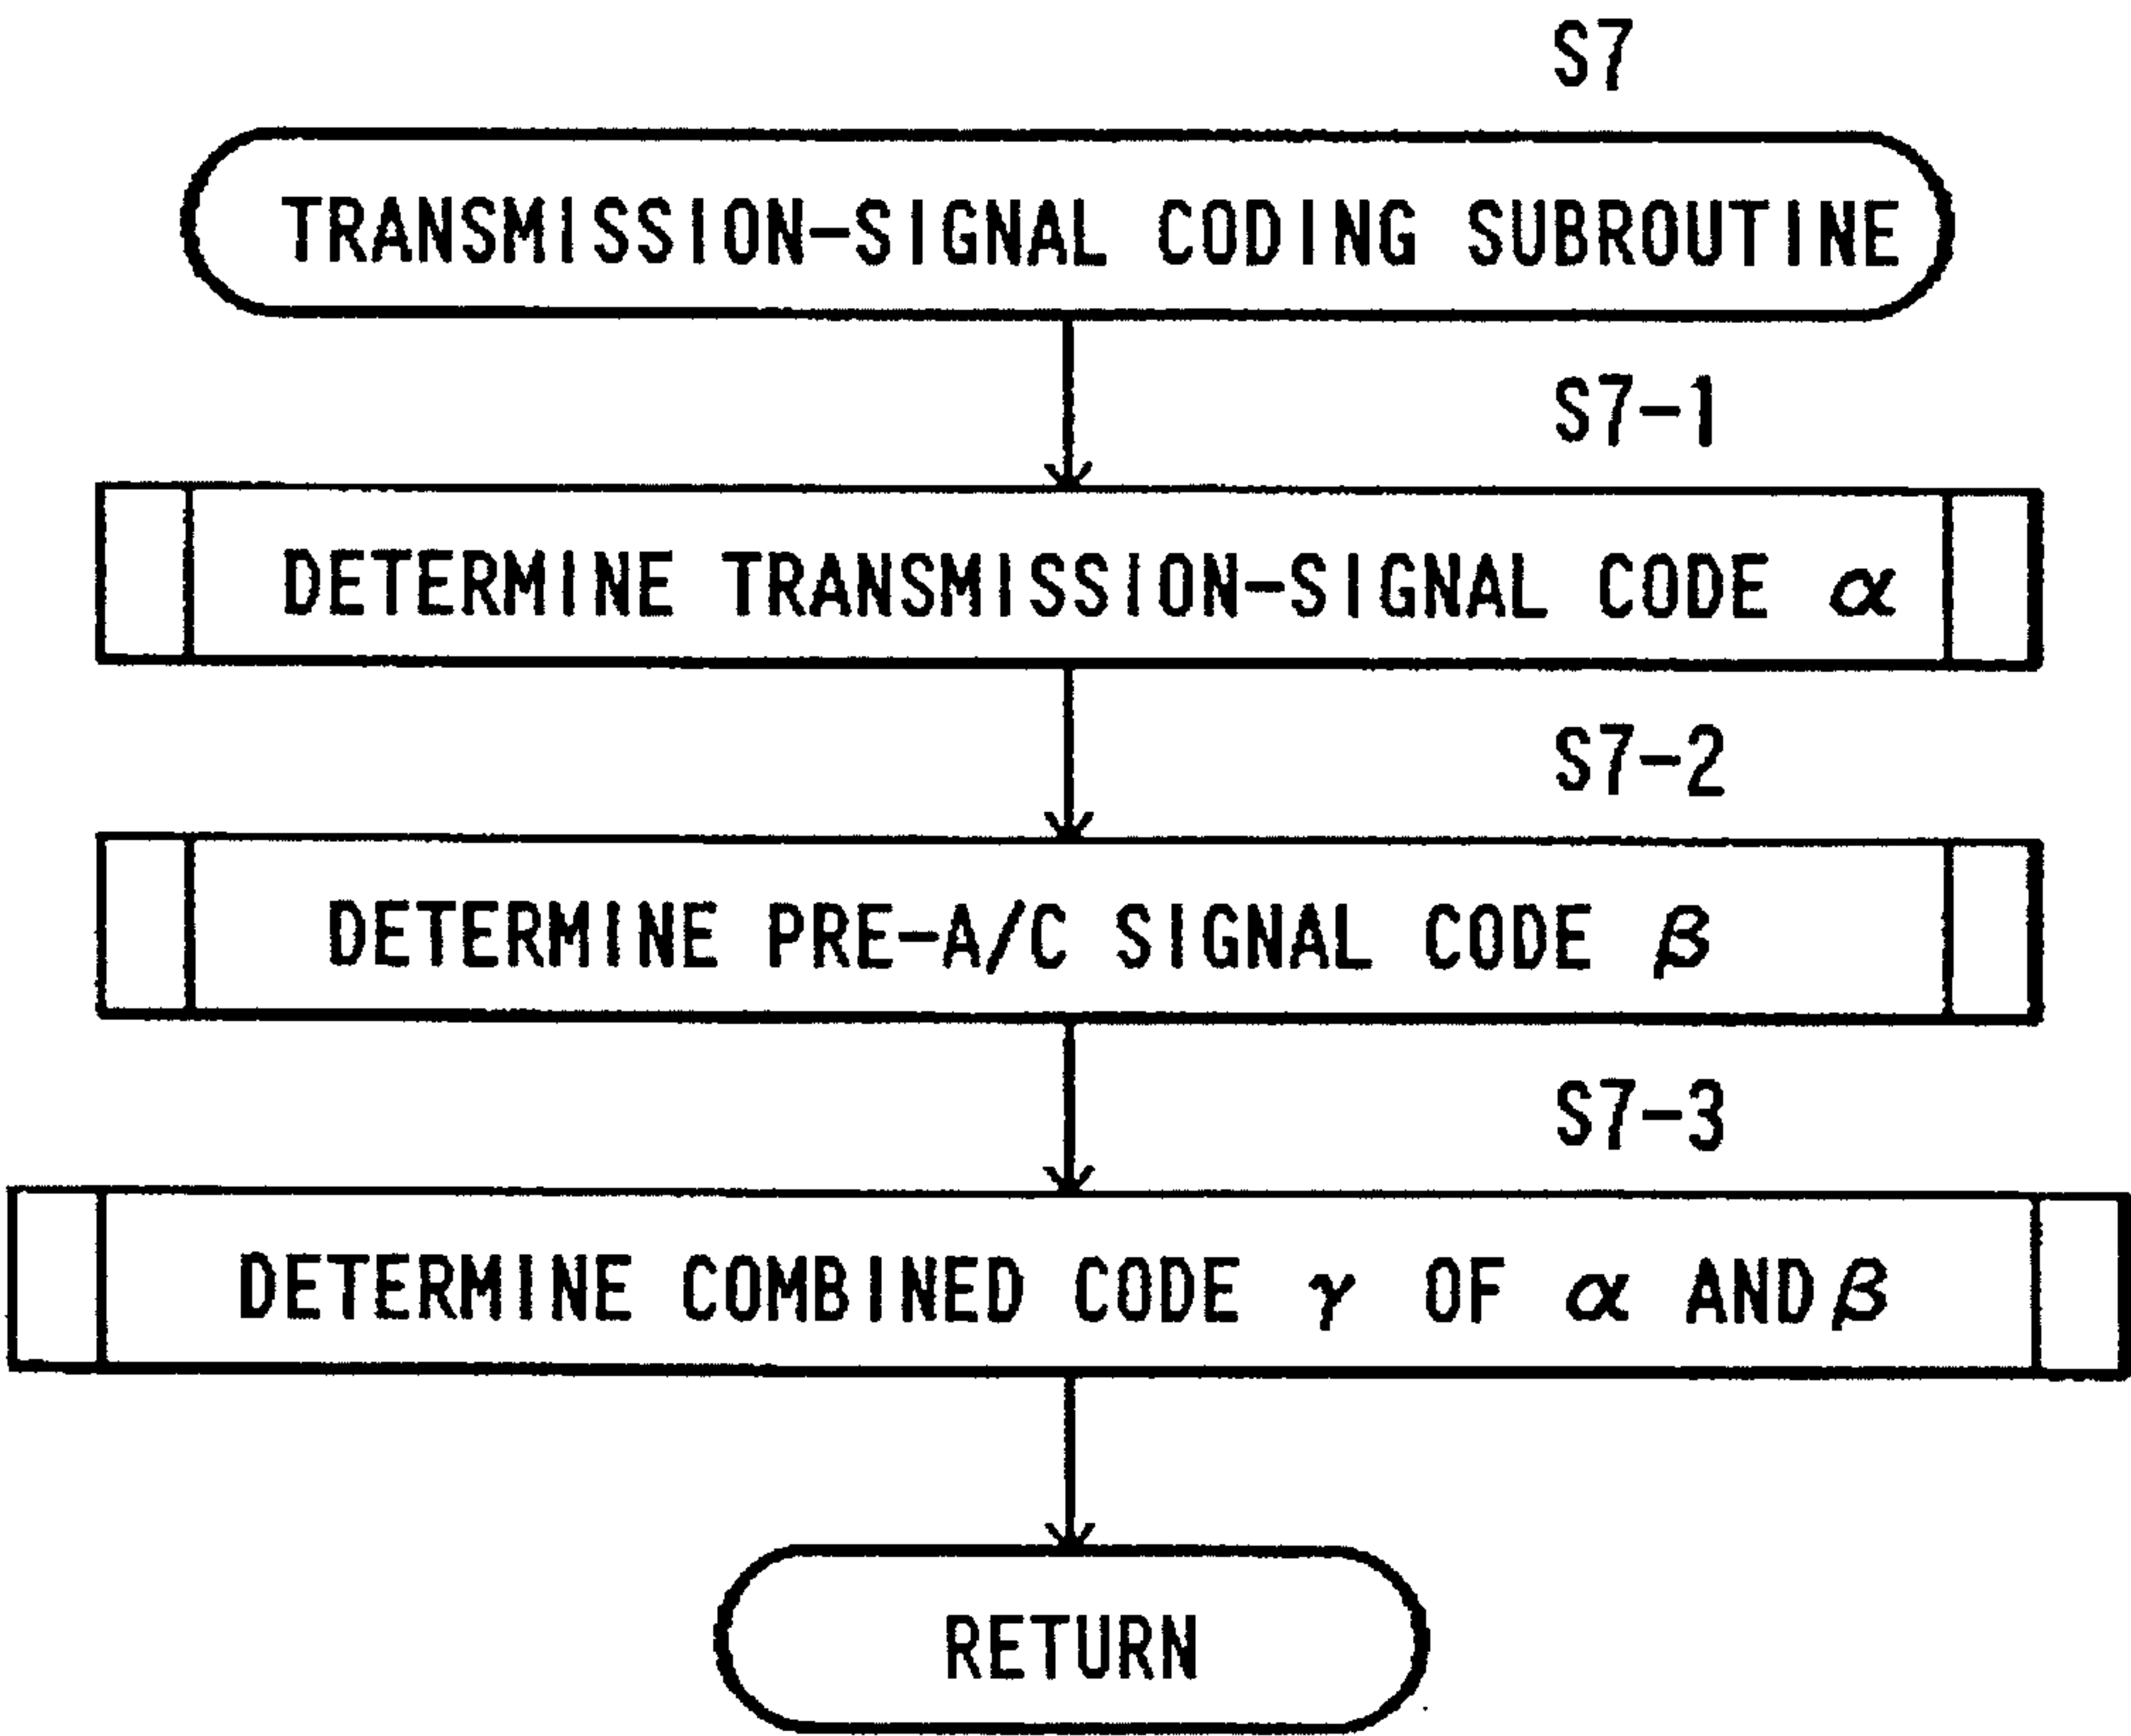 S7
TRANSMISSION-SIGNAL CODING SUBROUTINE
S7-1
DETERMINE TRANSMISSION-SIGNAL CODE α
S7-2
DETERMINE PRE-A/C SIGNAL CODE β
S7-3
DETERMINE COMBINED CODE γ OF α AND β
RETURN